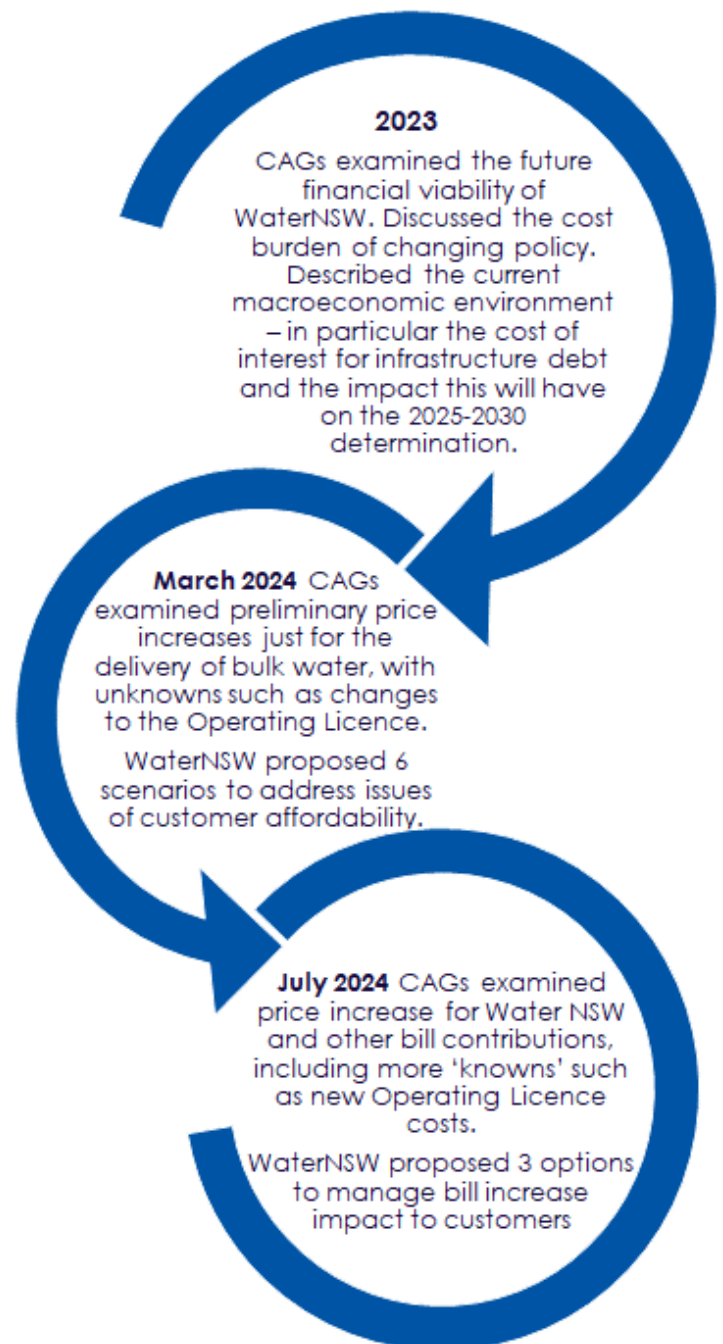 2023
CAGs examined the future
financial viability of
WaterNSW. Discussed the cost
burden of changing policy.
Described the current
macroeconomic environment
– in particular the cost of
interest for infrastructure debt
and the impact this will have
on the 2025-2030
determination.
March 2024 CAGs
examined preliminary price
increases just for the
delivery of bulk water, with
unknowns such as changes
to the Operating Licence.
WaterNSW proposed 6
scenarios to address issues
of customer affordability.
July 2024 CAGs examined
price increase for Water NSW
and other bill contributions,
including more ‘knowns’ such
as new Operating Licence
costs.
WaterNSW proposed 3 options
to manage bill increase
impact to customers